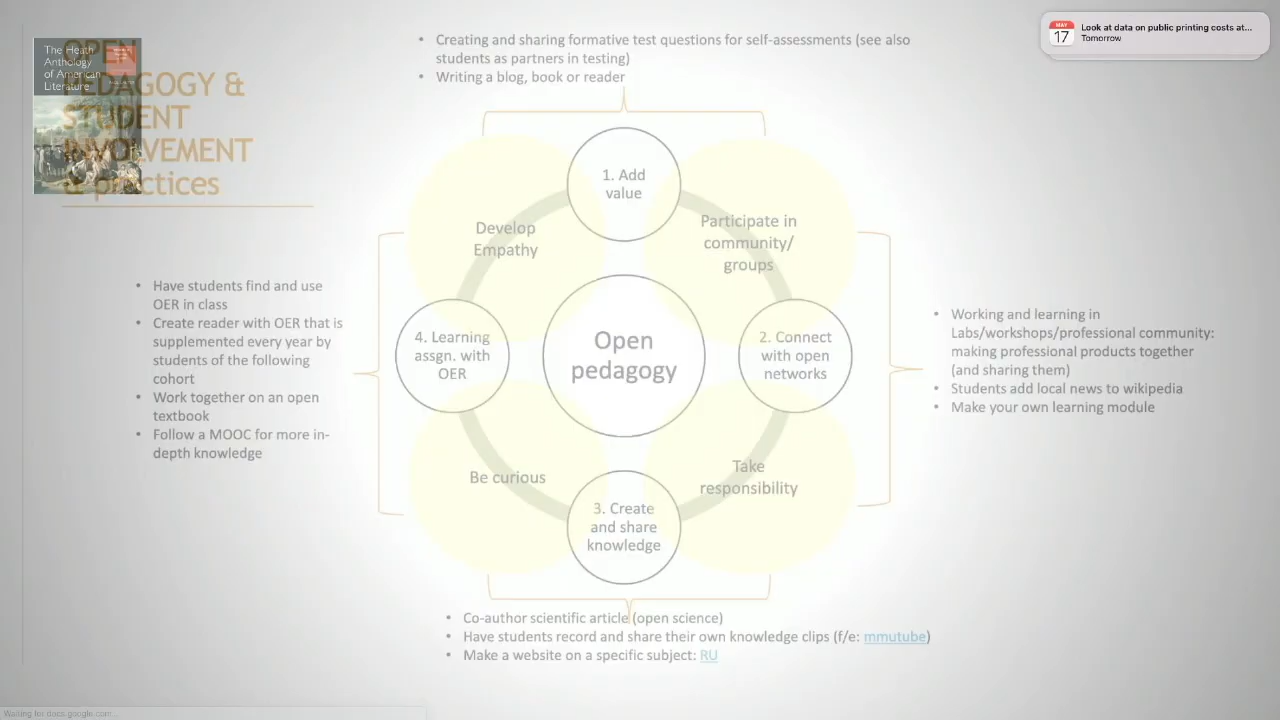 OPEN
PEDAGOGY &
STUDENT
INVOLVEMENT
& practices
The Heath
Anthology
of American
Literature
MAY
17
Look at data on public printing costs at...
Tomorrow
• Creating and sharing formative test questions for self-assessments (see also
students as partners in testing)
• Writing a blog, book or reader
1. Add
value
Develop
Empathy
Participate in
community/
groups
• Have students find and use
OER in class
• Create reader with OER that is
supplemented every year by
students of the following
cohort
• Work together on an open
textbook
• Follow a MOOC for more in-
depth knowledge
4. Learning
assgn. with
OER
Open
pedagogy
2. Connect
with open
networks
• Working and learning in
Labs/workshops/professional community:
making professional products together
(and sharing them)
• Students add local news to wikipedia
• Make your own learning module
Be curious
Take
responsibility
3. Create
and share
knowledge
• Co-author scientific article (open science)
• Have students record and share their own knowledge clips (f/e: mmutube)
• Make a website on a specific subject: RU
Waiting for docs.google.com...